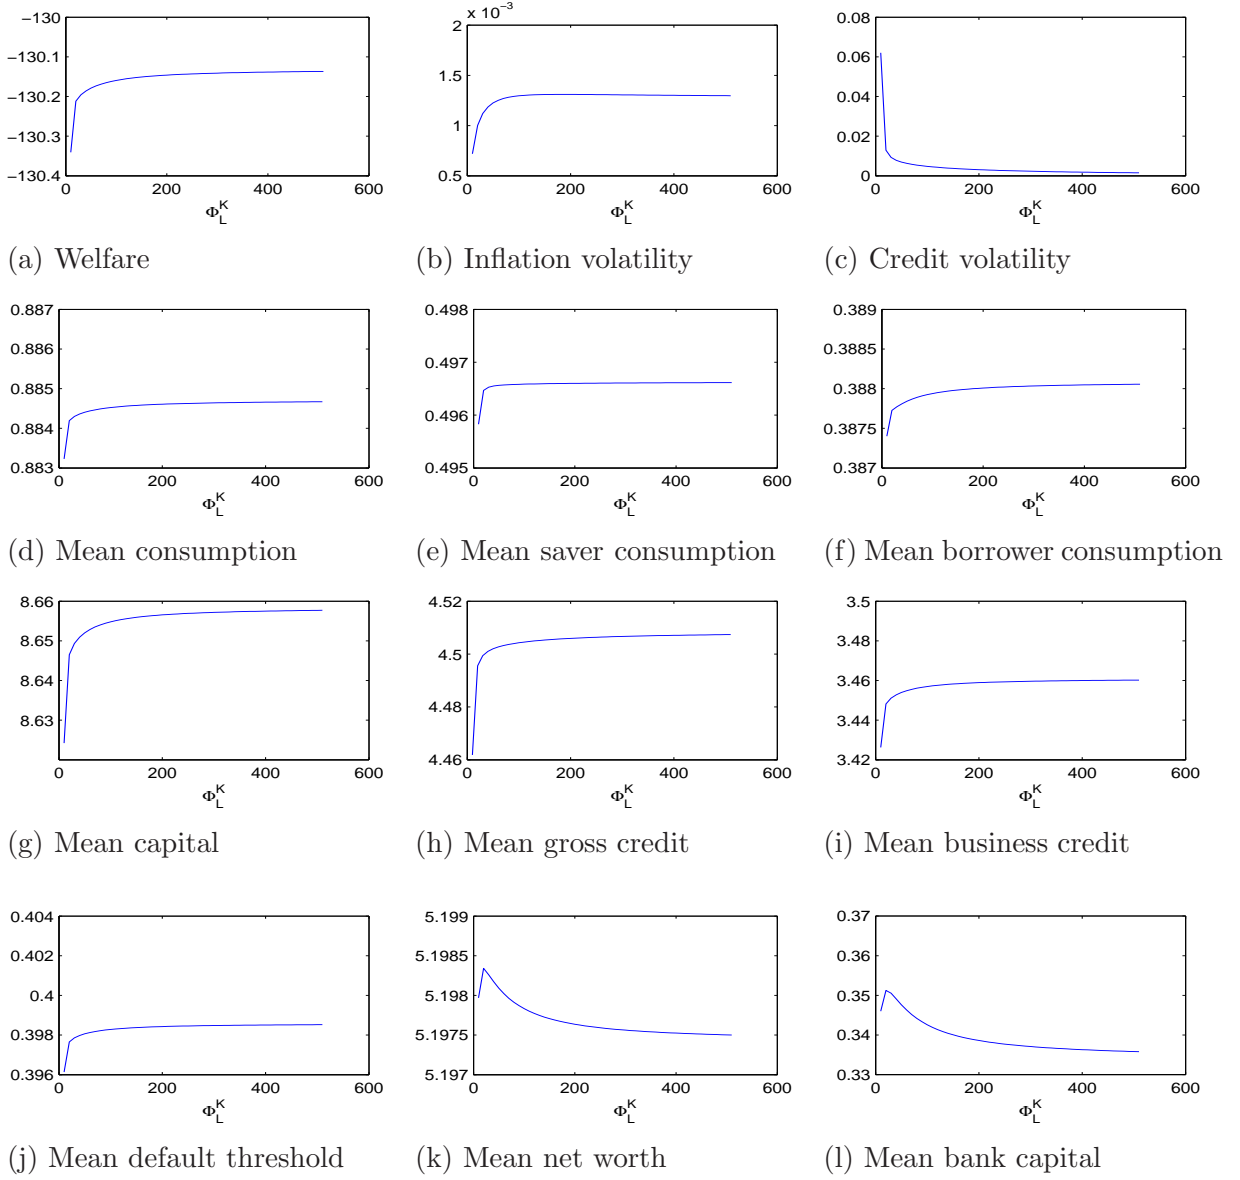 x 10⁻³
−130
−130.1
−130.2
−130.3
−130.4
0 200 400 600
Φ_L^K
2
1.5
1
0.5
0 200 400 600
Φ_L^K
0.08
0.06
0.04
0.02
0
0 200 400 600
Φ_L^K
(a) Welfare
(b) Inflation volatility
(c) Credit volatility
0.887
0.886
0.885
0.884
0.883
0 200 400 600
Φ_L^K
0.498
0.497
0.496
0.495
0 200 400 600
Φ_L^K
0.389
0.3885
0.388
0.3875
0.387
0 200 400 600
Φ_L^K
(d) Mean consumption
(e) Mean saver consumption
(f) Mean borrower consumption
8.66
8.65
8.64
8.63
0 200 400 600
Φ_L^K
4.52
4.5
4.48
4.46
0 200 400 600
Φ_L^K
3.5
3.48
3.46
3.44
3.42
0 200 400 600
Φ_L^K
(g) Mean capital
(h) Mean gross credit
(i) Mean business credit
0.404
0.402
0.4
0.398
0.396
0 200 400 600
Φ_L^K
5.199
5.1985
5.198
5.1975
5.197
0 200 400 600
Φ_L^K
0.37
0.36
0.35
0.34
0.33
0 200 400 600
Φ_L^K
(j) Mean default threshold
(k) Mean net worth
(l) Mean bank capital